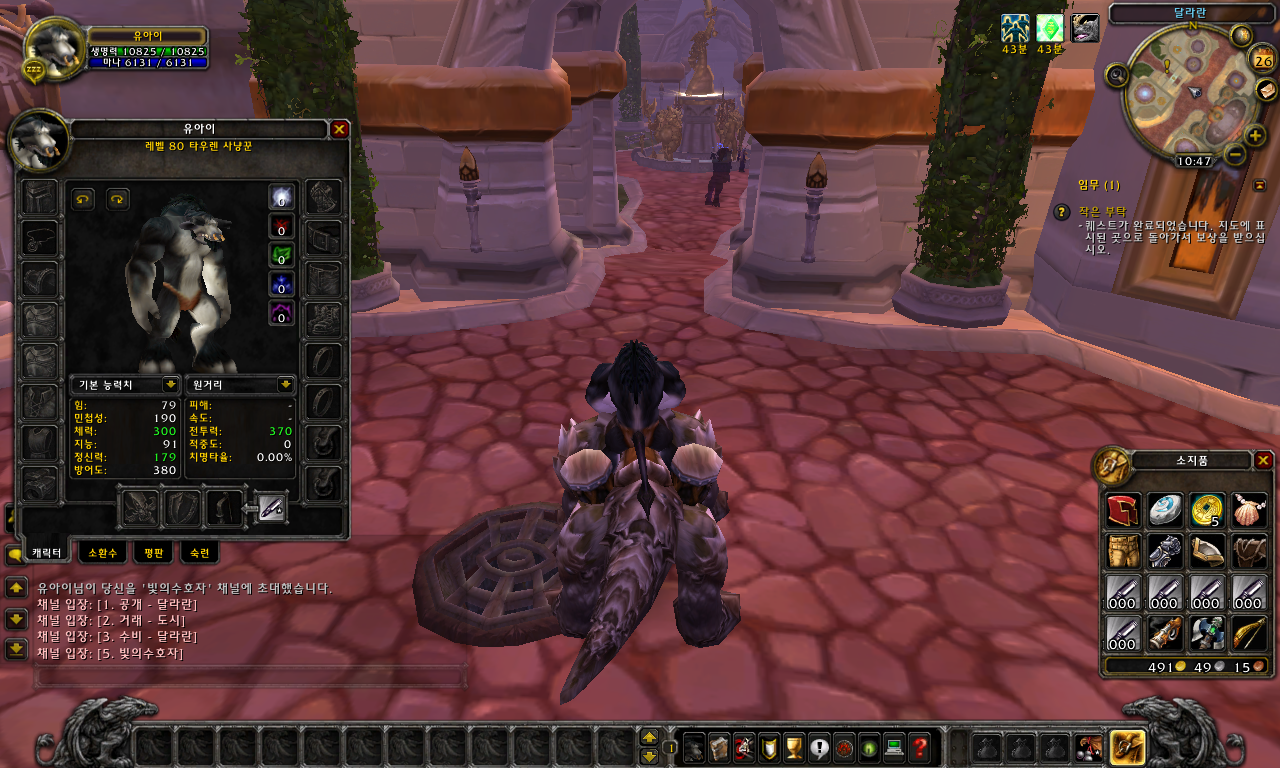 유아이
생명력 10825 / 10825
마나 6131 / 6131
zzz
43분 43분
달라란
N
26
10:47
임무 (1)
작은 부탁
- 퀘스트가 완료되었습니다. 지도에 표
시된 곳으로 돌아가서 보상을 받으십
시오.
유아이
레벨 80 타우렌 사냥꾼
0
0
0
0
0
기본 능력치 원거리
힘: 79 피해: -
민첩성: 190 속도: -
체력: 300 전투력: 370
지능: 91 적중도: 0
정신력: 179 치명타율: 0.00%
방어도: 380
캐릭터 소환수 평판 숙련
유아이님이 당신을 '빛의수호자' 채널에 초대했습니다.
채널 입장: [1. 공개 - 달라란]
채널 입장: [2. 거래 - 도시]
채널 입장: [3. 수비 - 달라란]
채널 입장: [5. 빛의수호자]
소지품
5
000 000 000 000
000
491 49 15
1